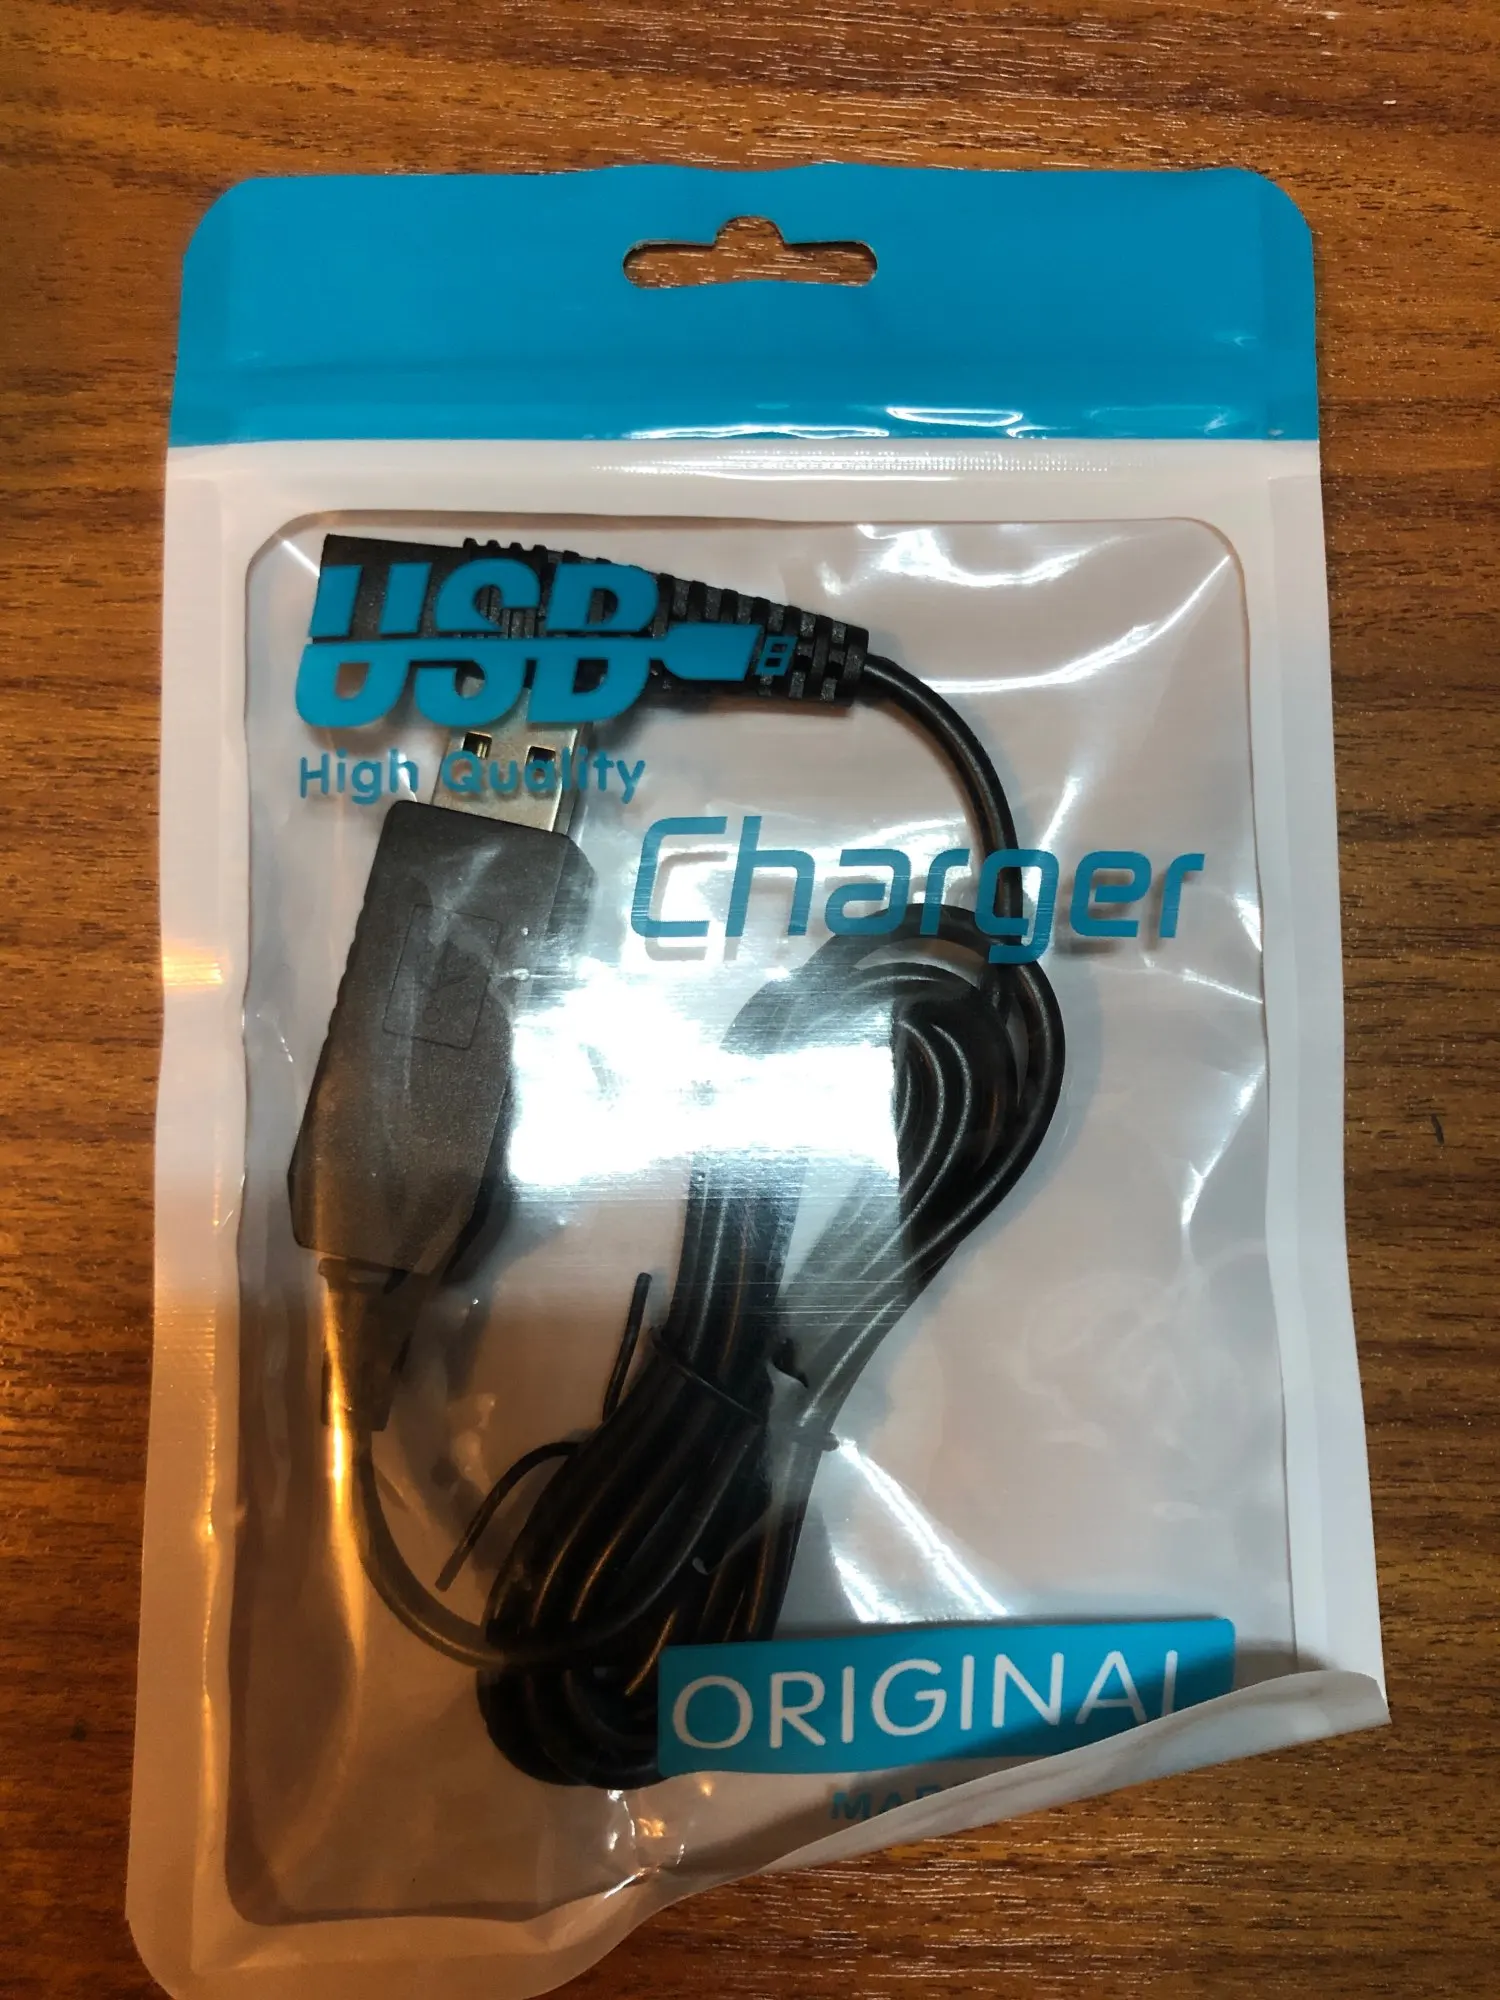 USB
High Quality
Charger
ORIGINAL